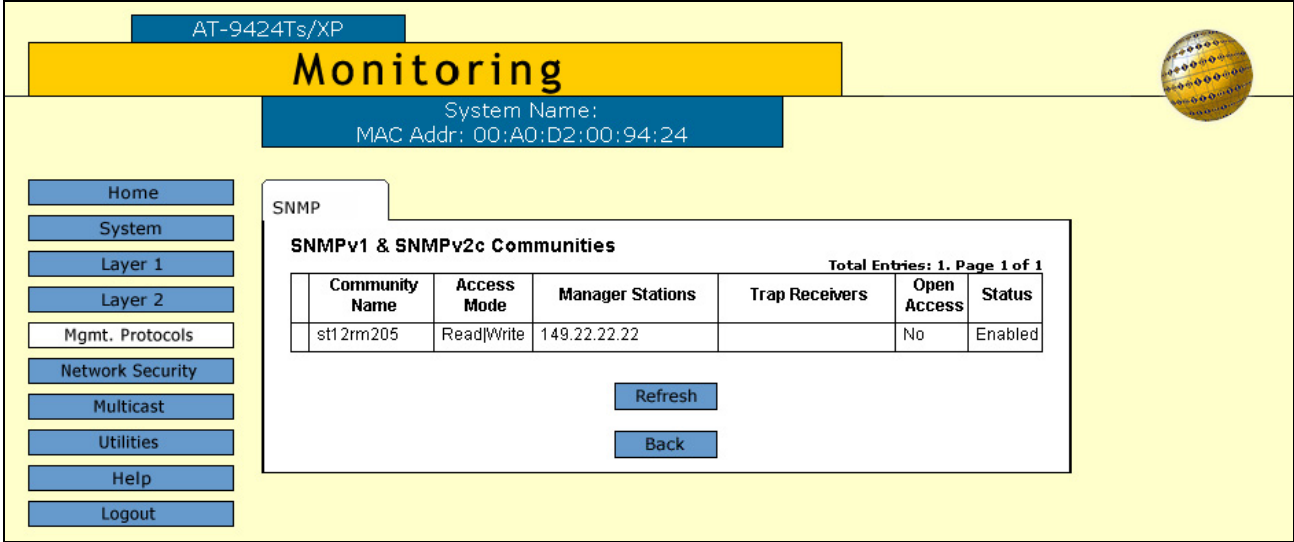 AT-9424Ts/XP
Monitoring
System Name:
MAC Addr: 00:A0:D2:00:94:24
Home
System
Layer 1
Layer 2
Mgmt. Protocols
Network Security
Multicast
Utilities
Help
Logout
SNMP
SNMPv1 & SNMPv2c Communities
Total Entries: 1. Page 1 of 1
Community Name Access Mode Manager Stations Trap Receivers Open Access Status
st12rm205 Read|Write 149.22.22.22 No Enabled
Refresh
Back